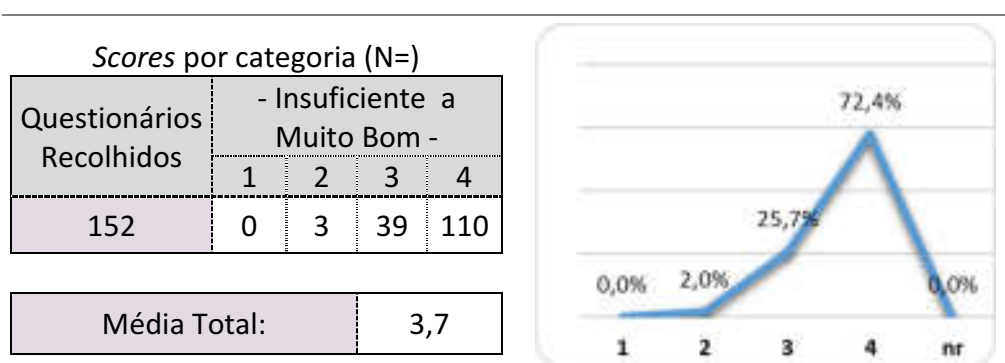 Scores por categoria (N=)
Questionários Recolhidos
- Insuficiente a
Muito Bom -
1 2 3 4
152 0 3 39 110
Média Total: 3,7
72,4%
25,7%
0,0% 2,0% 0,0%
1 2 3 4 nr